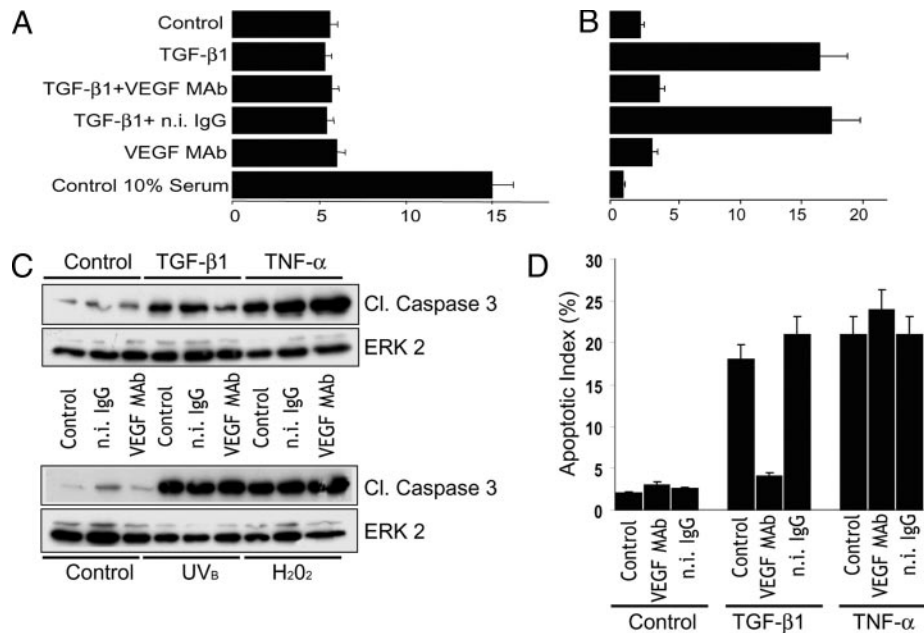 A
B
Control
TGF-β1
TGF-β1+VEGF MAb
TGF-β1+ n.i. IgG
VEGF MAb
Control 10% Serum
0 5 10 15
0 5 10 15 20
C
Control TGF-β1 TNF-α
Cl. Caspase 3
ERK 2
Control n.i. IgG VEGF MAb Control n.i. IgG VEGF MAb Control n.i. IgG VEGF MAb
Cl. Caspase 3
ERK 2
Control UVB H202
D
Apoptotic Index (%)
30
25
20
15
10
5
0
Control VEGF MAb n.i. IgG Control VEGF MAb n.i. IgG Control VEGF MAb n.i. IgG
Control TGF-β1 TNF-α